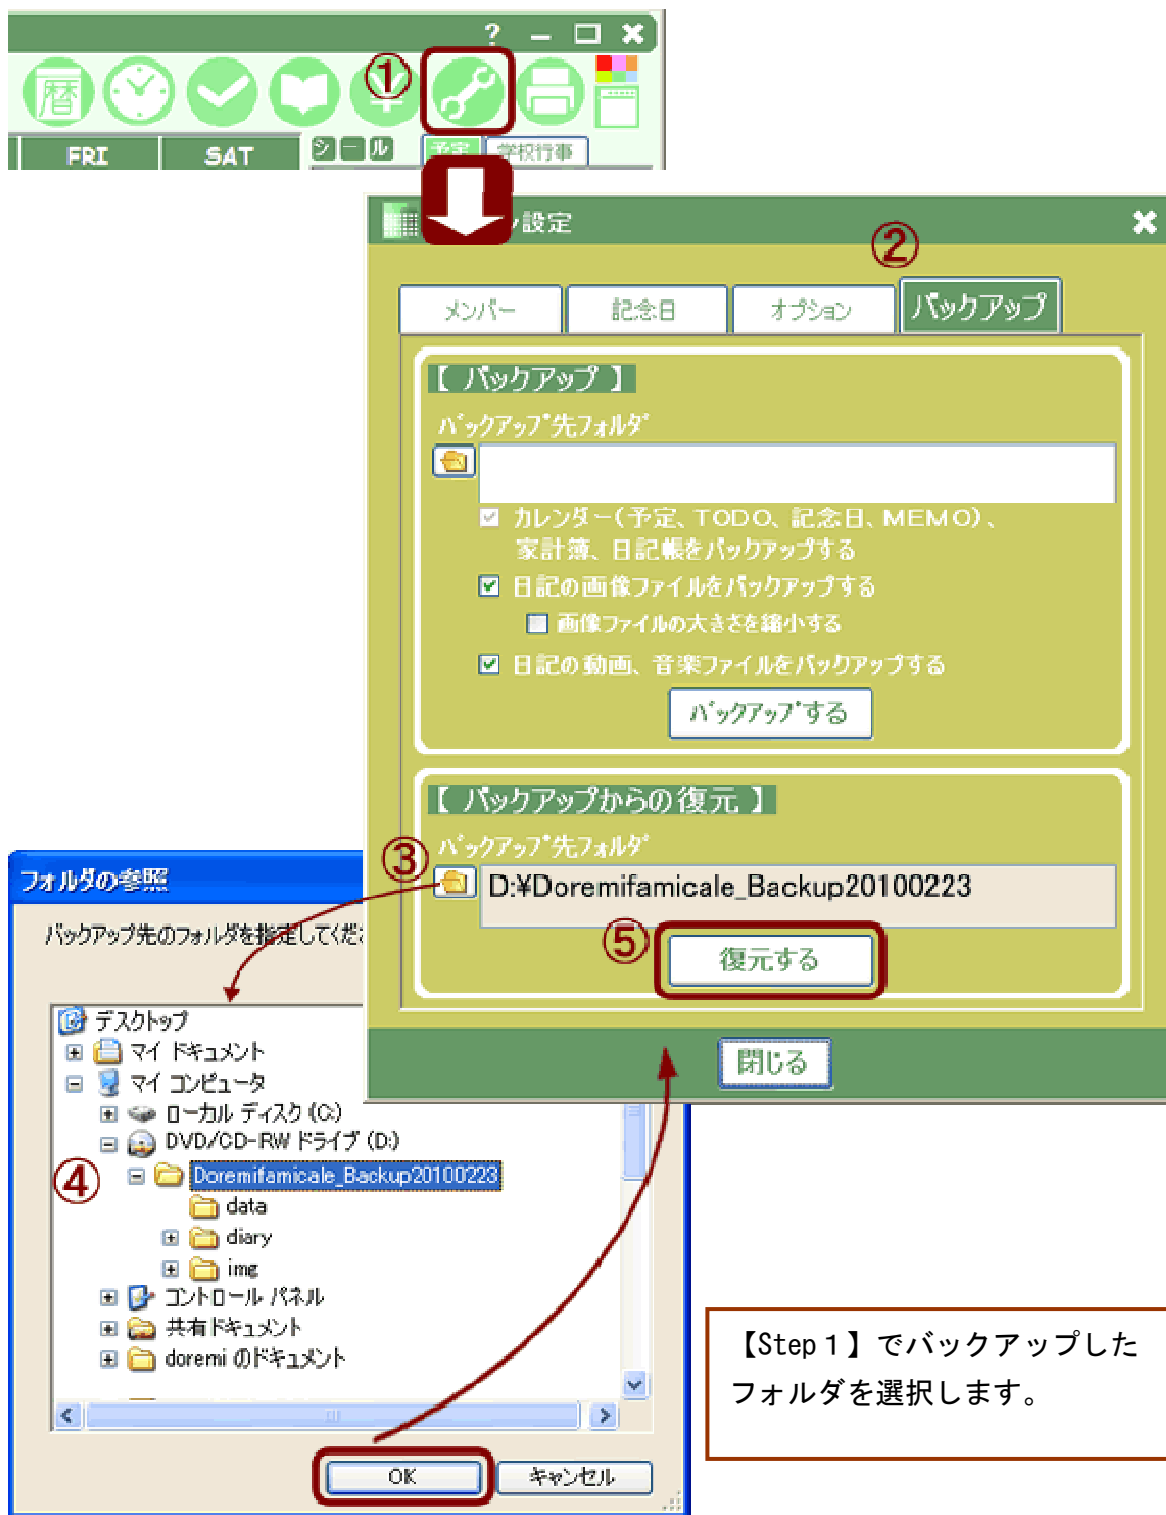 ?
①
暦
FRI
SAT
シール
予定
学校行事
設定
②
メンバー
記念日
オプション
バックアップ
【 バックアップ 】
バックアップ先フォルダ
カレンダー(予定、TODO、記念日、MEMO)、
家計簿、日記帳をバックアップする
日記の画像ファイルをバックアップする
画像ファイルの大きさを縮小する
日記の動画、音楽ファイルをバックアップする
バックアップする
【 バックアップからの復元 】
バックアップ先フォルダ
③
D:¥Doremifamicale_Backup20100223
⑤
復元する
閉じる
フォルダの参照
バックアップ先のフォルダを指定してくだ
デスクトップ
マイ ドキュメント
マイ コンピュータ
ローカル ディスク (C:)
DVD/CD-RW ドライブ (D:)
④
Doremifamicale_Backup20100223
data
diary
img
コントロール パネル
共有ドキュメント
doremi のドキュメント
OK
キャンセル
【Step１】でバックアップした
フォルダを選択します。